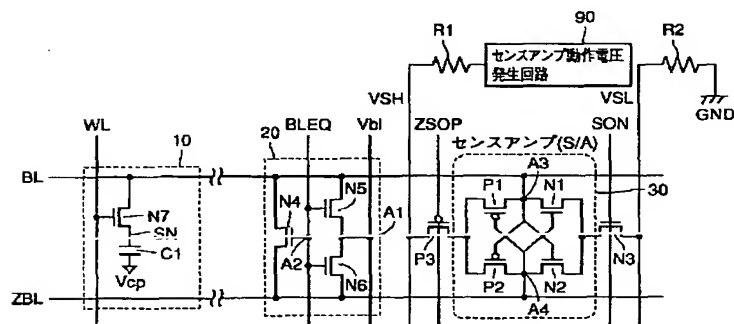 90
R1
センスアンプ動作電圧
発生回路
R2
VSH
VSL
GND
WL
10
20
BLEQ
Vbl
ZSOP
センスアンプ(S/A)
SON
BL
N7
SN
C1
Vcp
N4
N5
A1
A2
N6
A3
30
P1
N1
P3
P2
N2
N3
A4
ZBL